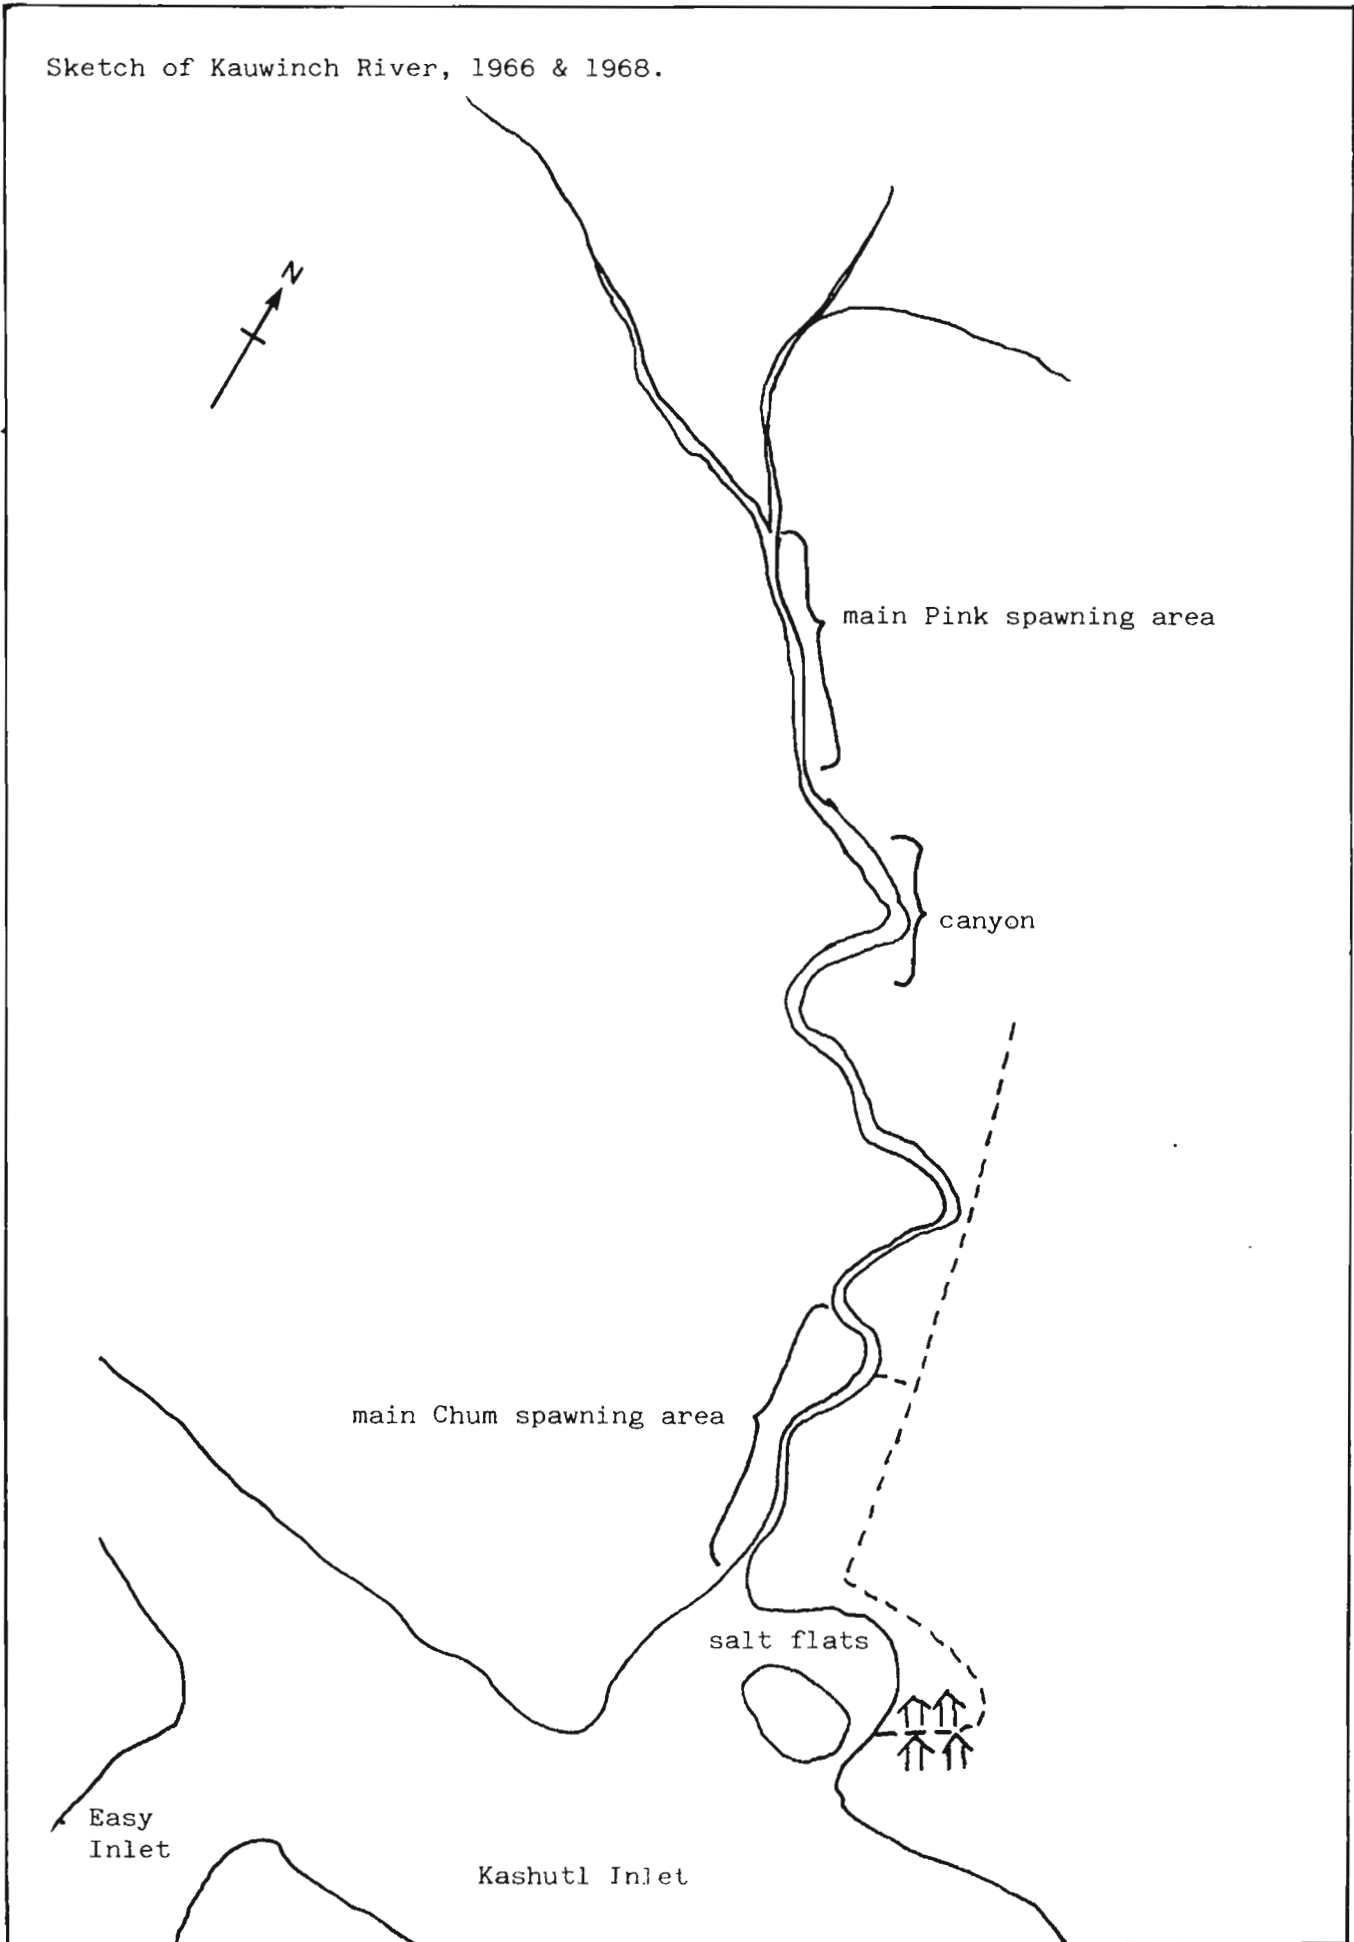 Sketch of Kauwinch River, 1966 & 1968.
N
main Pink spawning area
canyon
main Chum spawning area
salt flats
Easy
Inlet
Kashutl Inlet